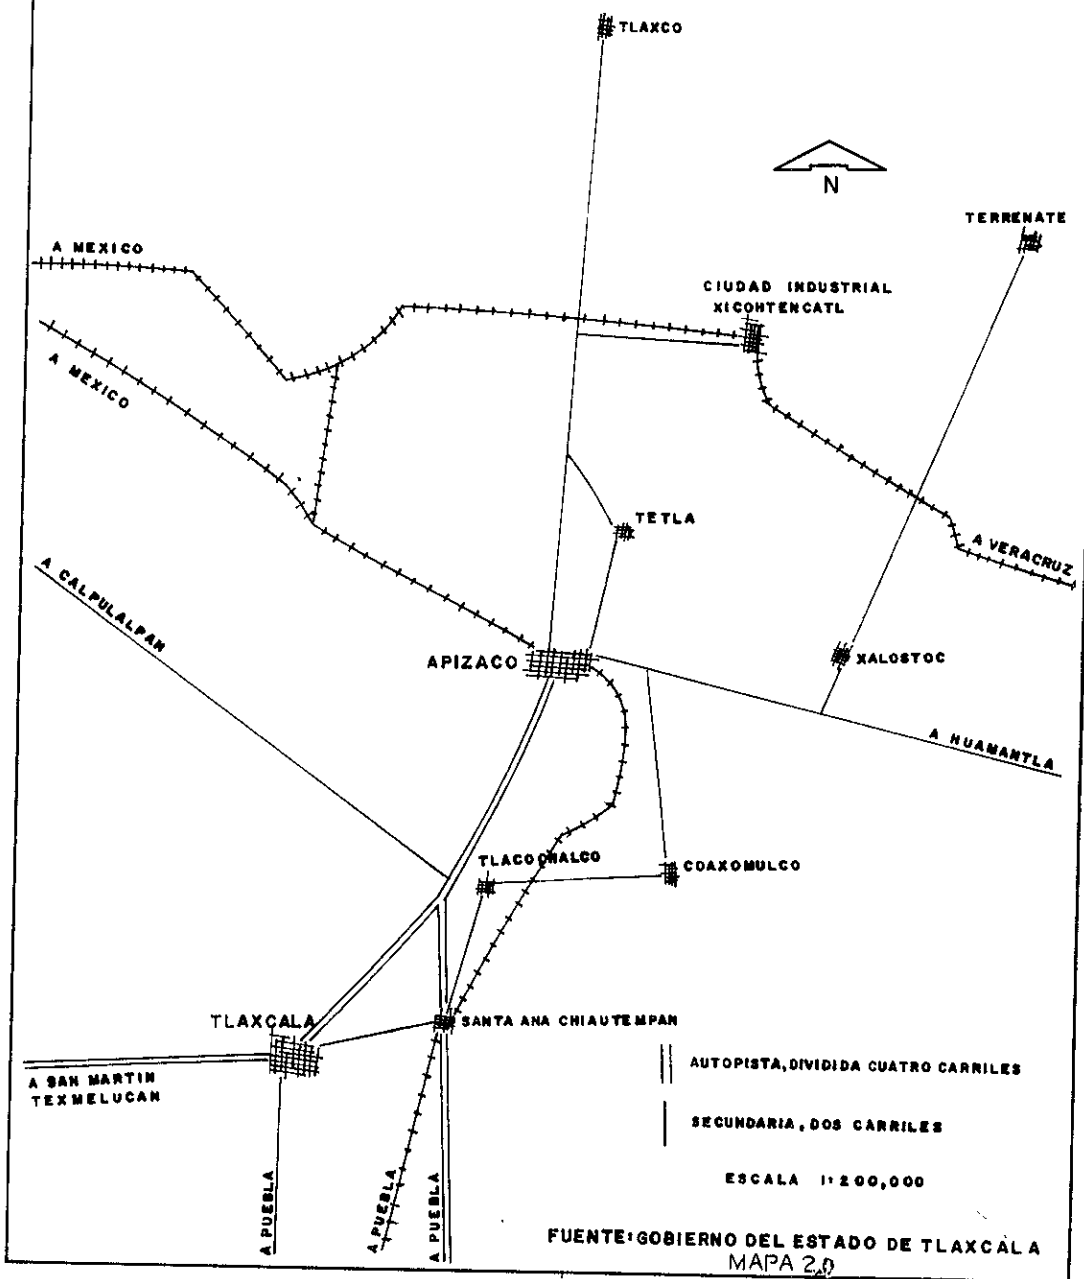 TLAXCO
N
TERRENATE
A MEXICO
CIUDAD INDUSTRIAL
XICOHTENCATL
A MEXICO
TETLA
A VERACRUZ
A CALPULALPAN
APIZACO
XALOSTOC
A HUAMANTLA
TLACOCHALCO
COAXOMULCO
TLAXCALA
SANTA ANA CHIAUTEMPAN
A SAN MARTIN
TEXMELUCAN
AUTOPISTA, DIVIDIDA CUATRO CARRILES
SECUNDARIA, DOS CARRILES
ESCALA 1:200,000
A PUEBLA
A PUEBLA
A PUEBLA
FUENTE: GOBIERNO DEL ESTADO DE TLAXCALA
MAPA 2.0